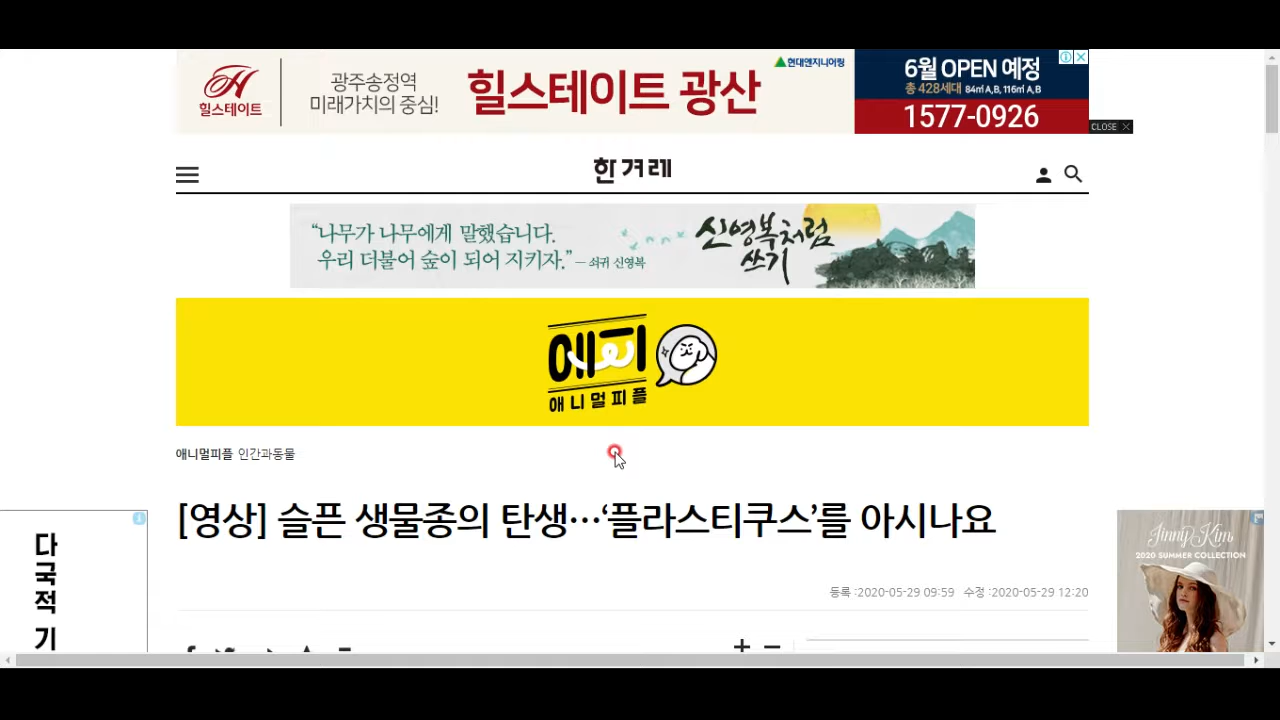 힐스테이트
광주송정역
미래가치의 중심!
힐스테이트 광산
현대엔지니어링
6월 OPEN 예정
총 428세대 84㎡ A,B, 116㎡ A,B
1577-0926
CLOSE
한겨레
“나무가 나무에게 말했습니다.
우리 더불어 숲이 되어 지키자.” – 쇠귀 신영복
신영복처럼
쓰기
애피
애니멀피플
애니멀피플 인간과동물
[영상] 슬픈 생물종의 탄생…‘플라스티쿠스’를 아시나요
등록 :2020-05-29 09:59 수정 :2020-05-29 12:20
다국적 기
Jinny Kim
2020 SUMMER COLLECTION